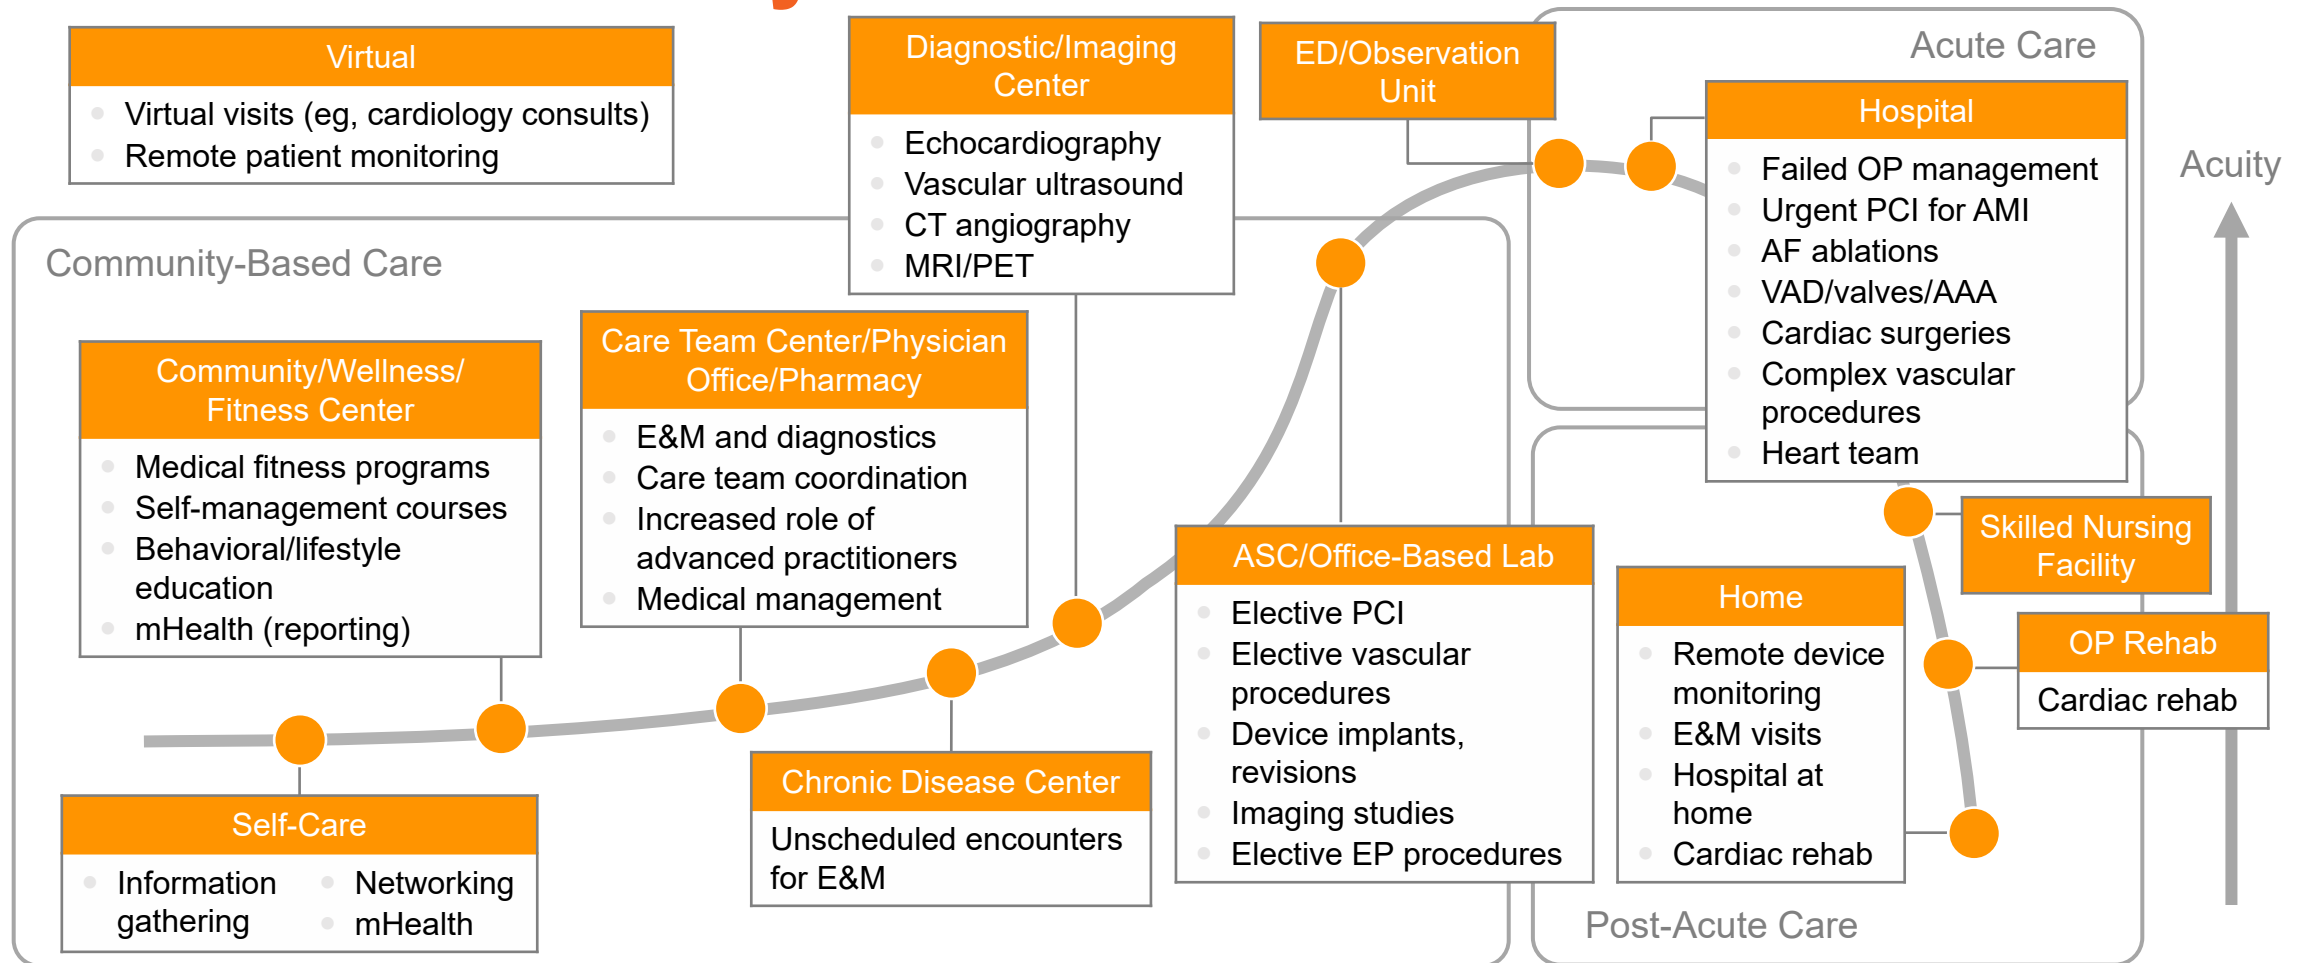 Virtual
Virtual visits (eg, cardiology consults)
Remote patient monitoring
Diagnostic/Imaging
Center
Echocardiography
Vascular ultrasound
CT angiography
MRI/PET
ED/Observation
Unit
Acute Care
Hospital
Failed OP management
Urgent PCI for AMI
AF ablations
VAD/valves/AAA
Cardiac surgeries
Complex vascular
procedures
Heart team
Acuity
Community-Based Care
Community/Wellness/
Fitness Center
Medical fitness programs
Self-management courses
Behavioral/lifestyle
education
mHealth (reporting)
Care Team Center/Physician
Office/Pharmacy
E&M and diagnostics
Care team coordination
Increased role of
advanced practitioners
Medical management
Self-Care
Information
gathering
Networking
mHealth
Chronic Disease Center
Unscheduled encounters
for E&M
ASC/Office-Based Lab
Elective PCI
Elective vascular
procedures
Device implants,
revisions
Imaging studies
Elective EP procedures
Home
Remote device
monitoring
E&M visits
Hospital at
home
Cardiac rehab
Skilled Nursing
Facility
OP Rehab
Cardiac rehab
Post-Acute Care